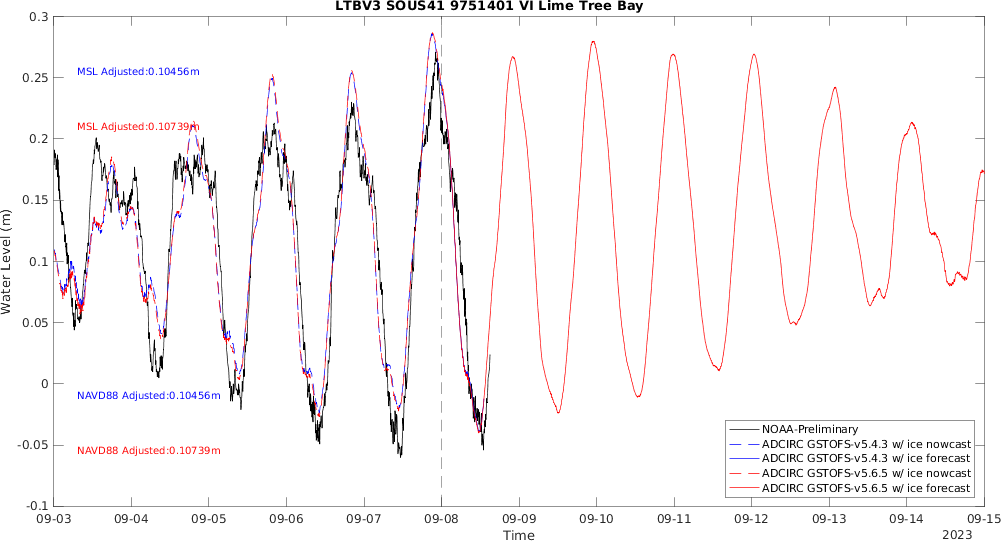 LTBV3 SOUS41 9751401 VI Lime Tree Bay
0.3
0.25
0.2
0.15
0.1
0.05
0
-0.05
-0.1
Water Level (m)
MSL Adjusted:0.10456m
MSL Adjusted:0.10739m
NAVD88 Adjusted:0.10456m
NAVD88 Adjusted:0.10739m
NOAA-Preliminary
ADCIRC GSTOFS-v5.4.3 w/ ice nowcast
ADCIRC GSTOFS-v5.4.3 w/ ice forecast
ADCIRC GSTOFS-v5.6.5 w/ ice nowcast
ADCIRC GSTOFS-v5.6.5 w/ ice forecast
09-03 09-04 09-05 09-06 09-07 09-08 09-09 09-10 09-11 09-12 09-13 09-14 09-15
Time
2023